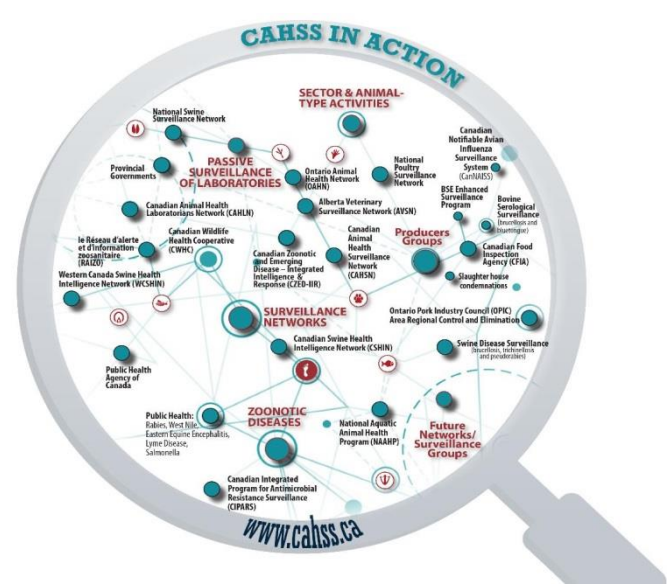 CAHSS IN ACTION
SECTOR & ANIMAL-
TYPE ACTIVITIES
National Swine
Surveillance Network
PASSIVE
SURVEILLANCE
OF LABORATORIES
Provincial
Governments
Ontario Animal
Health Network
(OAHN)
National
Poultry
Surveillance
Network
Canadian
Notifiable Avian
Influenza
Surveillance
System (CanNAISS)
BSE Enhanced
Surveillance
Program
Bovine
Serological
Surveillance
(brucellosis and
bluetongue)
Canadian Animal Health
Laboratorians Network (CAHLN)
Alberta Veterinary
Surveillance Network (AVSN)
Canadian Wildlife
Health Cooperative
(CWHC)
le Réseau d'alerte
et d'information
zoosanitaire
(RAIZO)
Canadian Zoonotic
and Emerging
Disease – Integrated
Intelligence &
Response (CZED-IIR)
Canadian
Animal
Health
Surveillance
Network
(CAHSN)
Producers
Groups
Canadian Food
Inspection
Agency (CFIA)
Western Canada Swine Health
Intelligence Network (WCSHIN)
Slaughter house
condemnations
SURVEILLANCE
NETWORKS
Ontario Pork Industry Council (OPIC)
Area Regional Control and Elimination
Canadian Swine Health
Intelligence Network (CSHIN)
Swine Disease Surveillance
(brucellosis, trichinellosis
and pseudorabies)
Public Health
Agency of
Canada
Public Health:
Rabies, West Nile,
Eastern Equine Encephalitis,
Lyme Disease,
Salmonella
ZOONOTIC
DISEASES
National Aquatic
Animal Health
Program (NAAHP)
Future
Networks/
Surveillance
Groups
Canadian Integrated
Program for Antimicrobial
Resistance Surveillance
(CIPARS)
www.cahss.ca